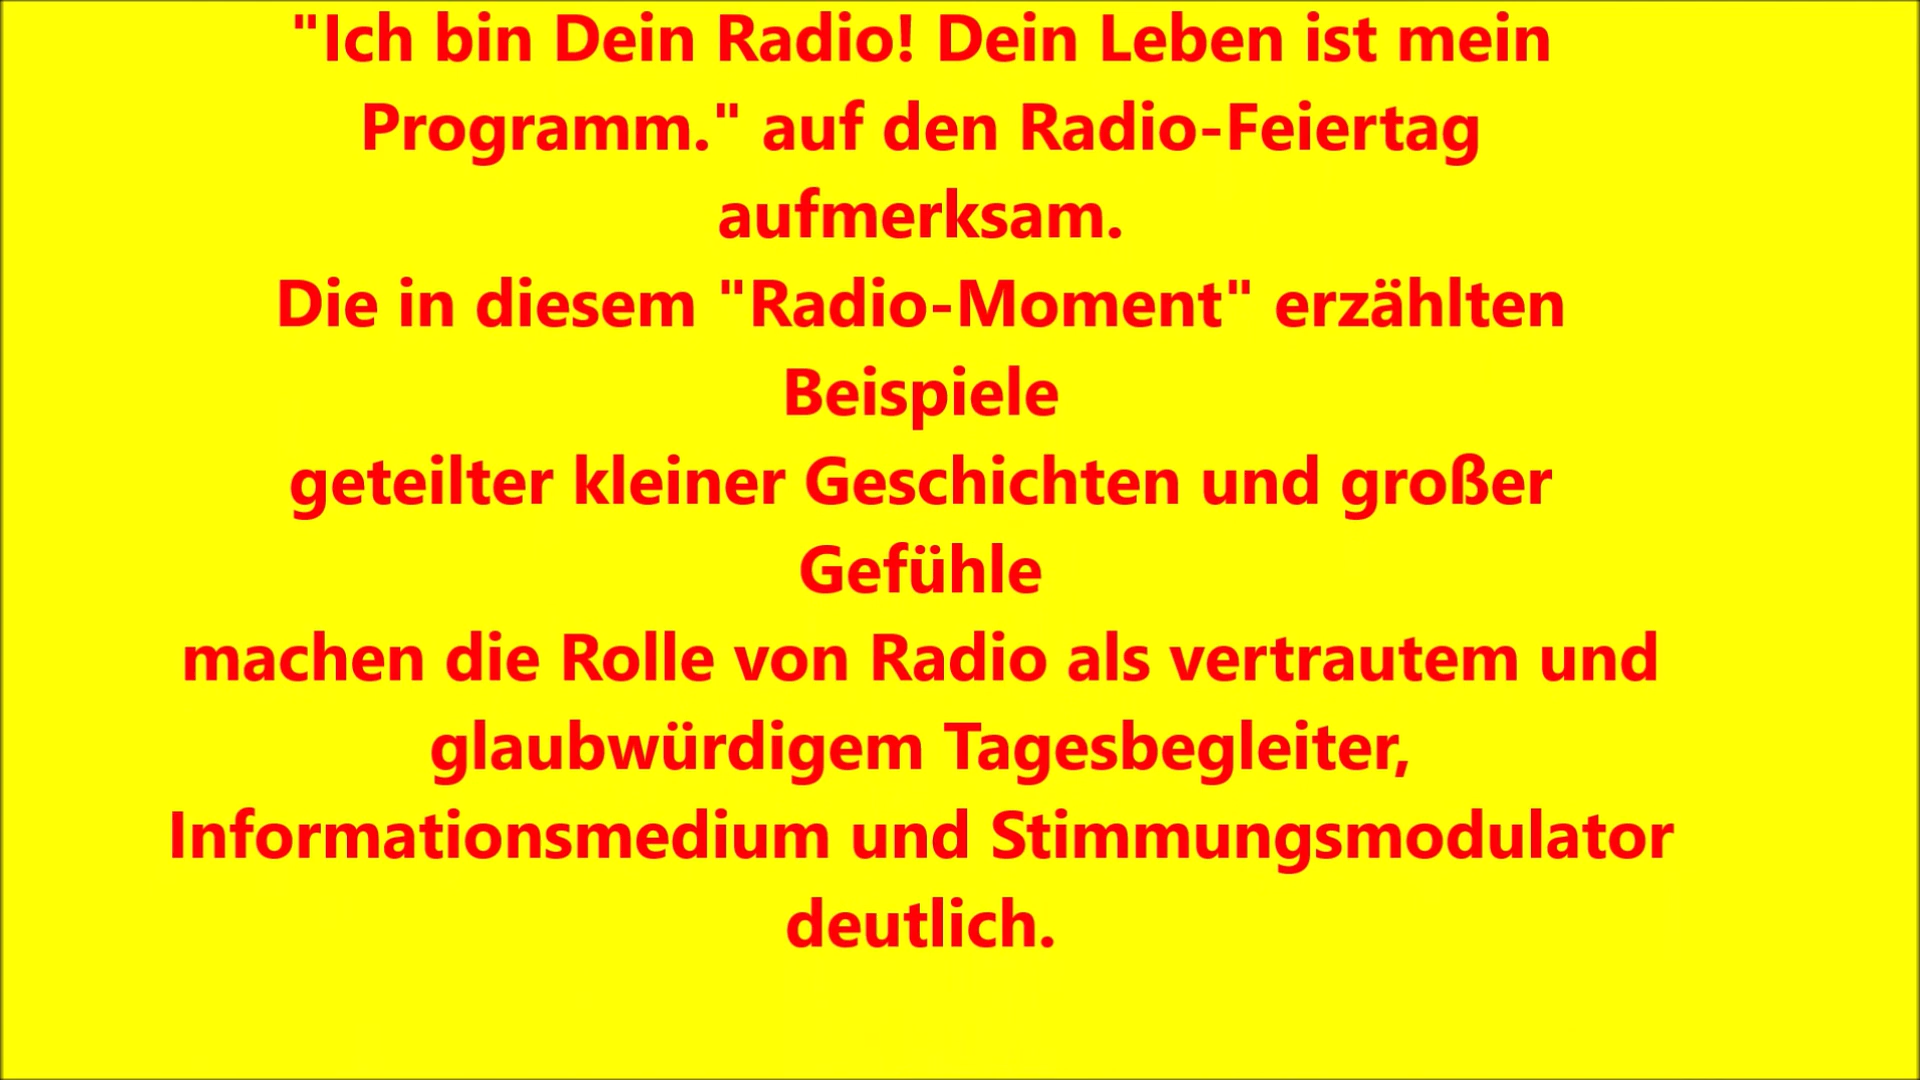 "Ich bin Dein Radio! Dein Leben ist mein
Programm." auf den Radio-Feiertag
aufmerksam.
Die in diesem "Radio-Moment" erzählten
Beispiele
geteilter kleiner Geschichten und großer
Gefühle
machen die Rolle von Radio als vertrautem und
glaubwürdigem Tagesbegleiter,
Informationsmedium und Stimmungsmodulator
deutlich.